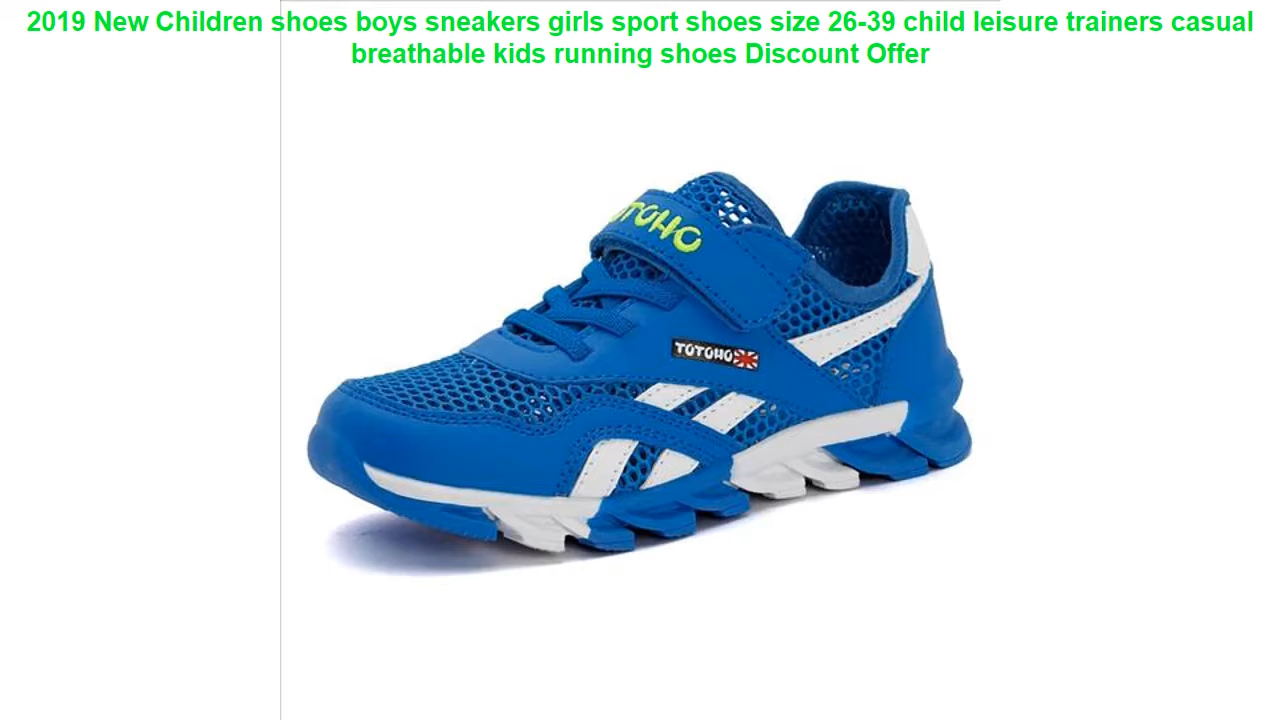 2019 New Children shoes boys sneakers girls sport shoes size 26-39 child leisure trainers casual
breathable kids running shoes Discount Offer
TOTOHO
TOTOHO